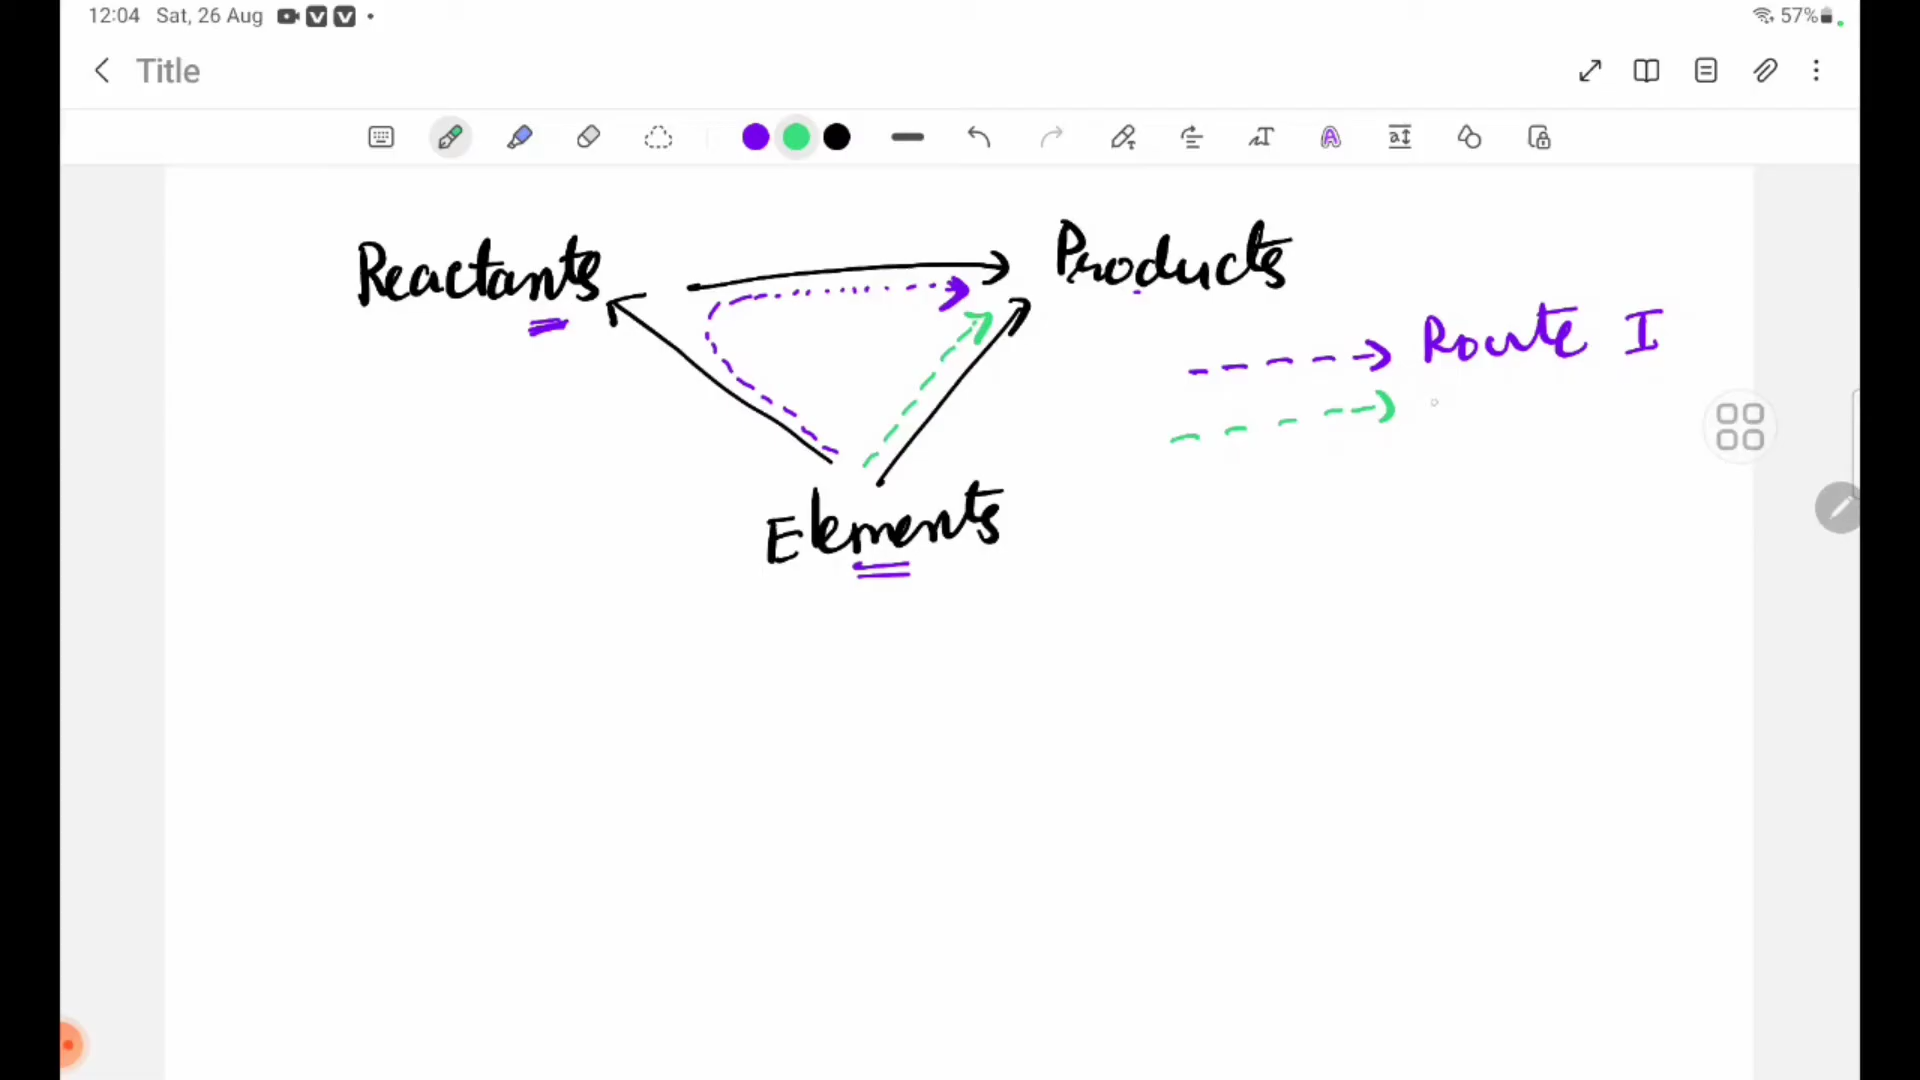 12:04 Sat, 26 Aug
57%
Title
Reactants
Products
Route I
Elements